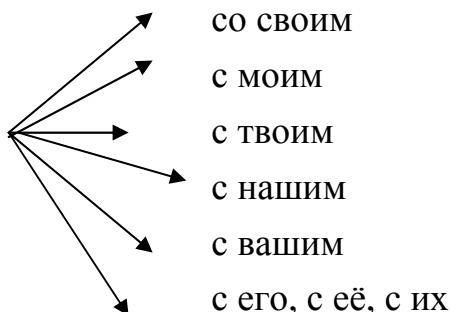 со своим
с моим
с твоим
с нашим
с вашим
с его, с её, с их